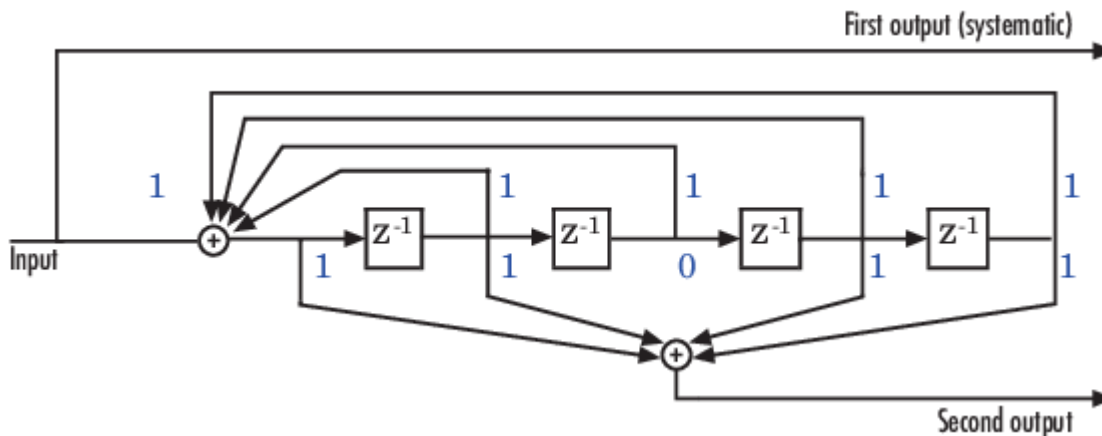 First output (systematic)
1 1 1 1 1
+ z⁻¹ z⁻¹ z⁻¹ z⁻¹
Input
1 1 0 1 1
+
Second output